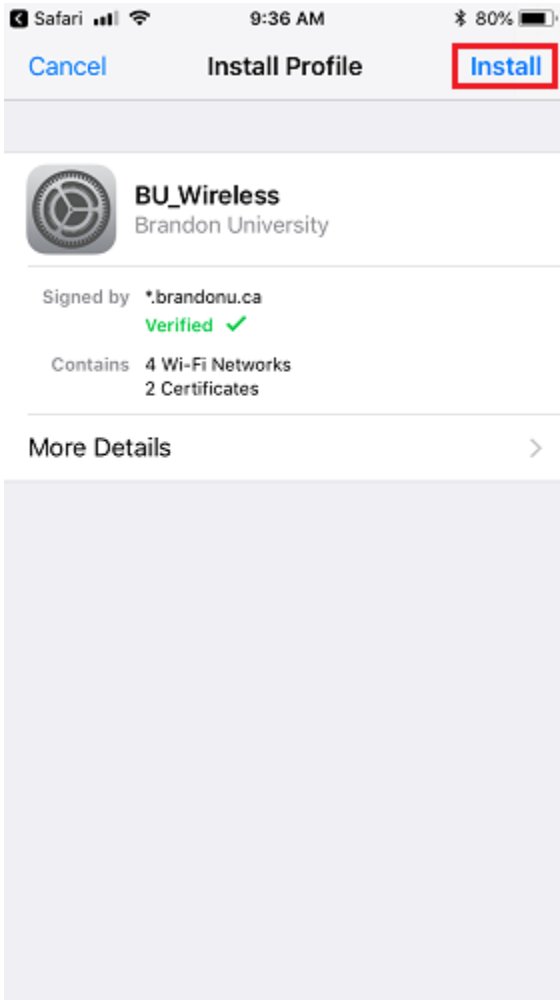 Safari 9:36 AM 80%
Cancel Install Profile Install
BU_Wireless
Brandon University
Signed by *.brandonu.ca
Verified ✓
Contains 4 Wi-Fi Networks
2 Certificates
More Details